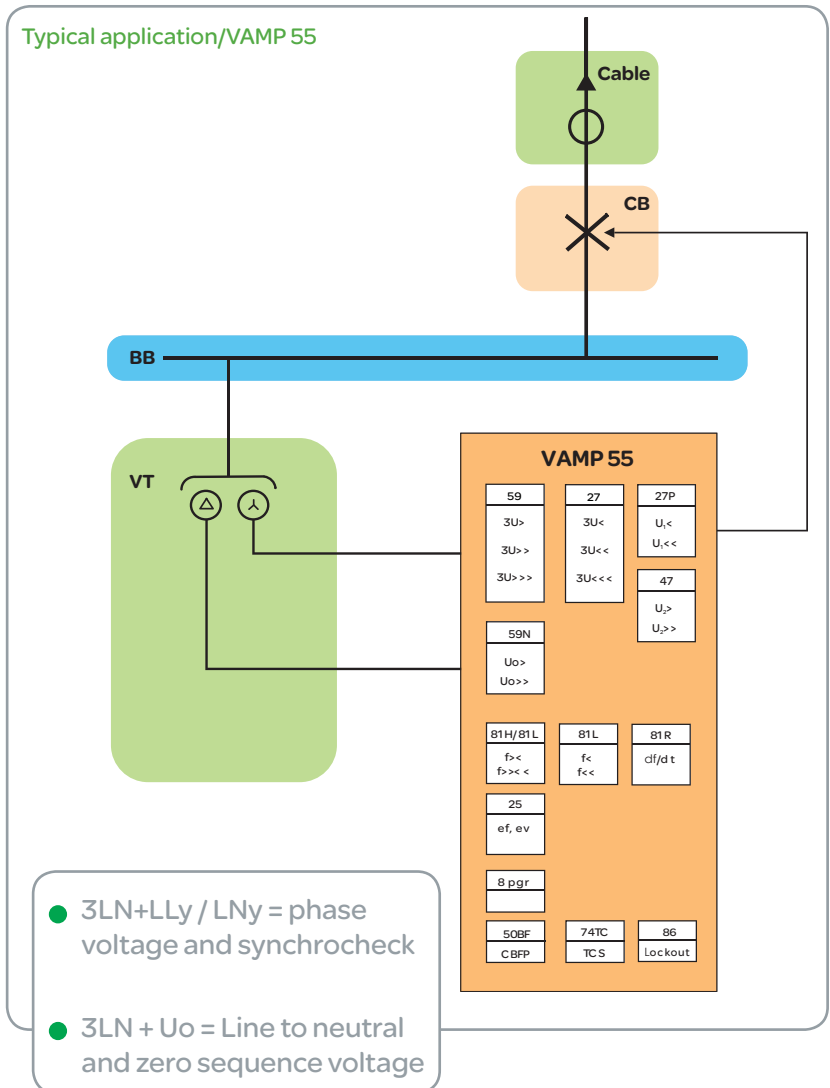 Typical application/VAMP 55
Cable
CB
BB
VT
VAMP 55
59
3U>
3U>>
3U>>>
27
3U<
3U<<
3U<<<
27P
U₁<
U₁<<
47
U₂>
U₂>>
59N
Uo>
Uo>>
81H/81L
f><
f>><<
81L
f<
f<<
81R
df/dt
25
ef, ev
8 pgr
50BF
CBFP
74TC
TCS
86
Lockout
3LN+LLy / LNy = phase
voltage and synchrocheck
3LN + Uo = Line to neutral
and zero sequence voltage